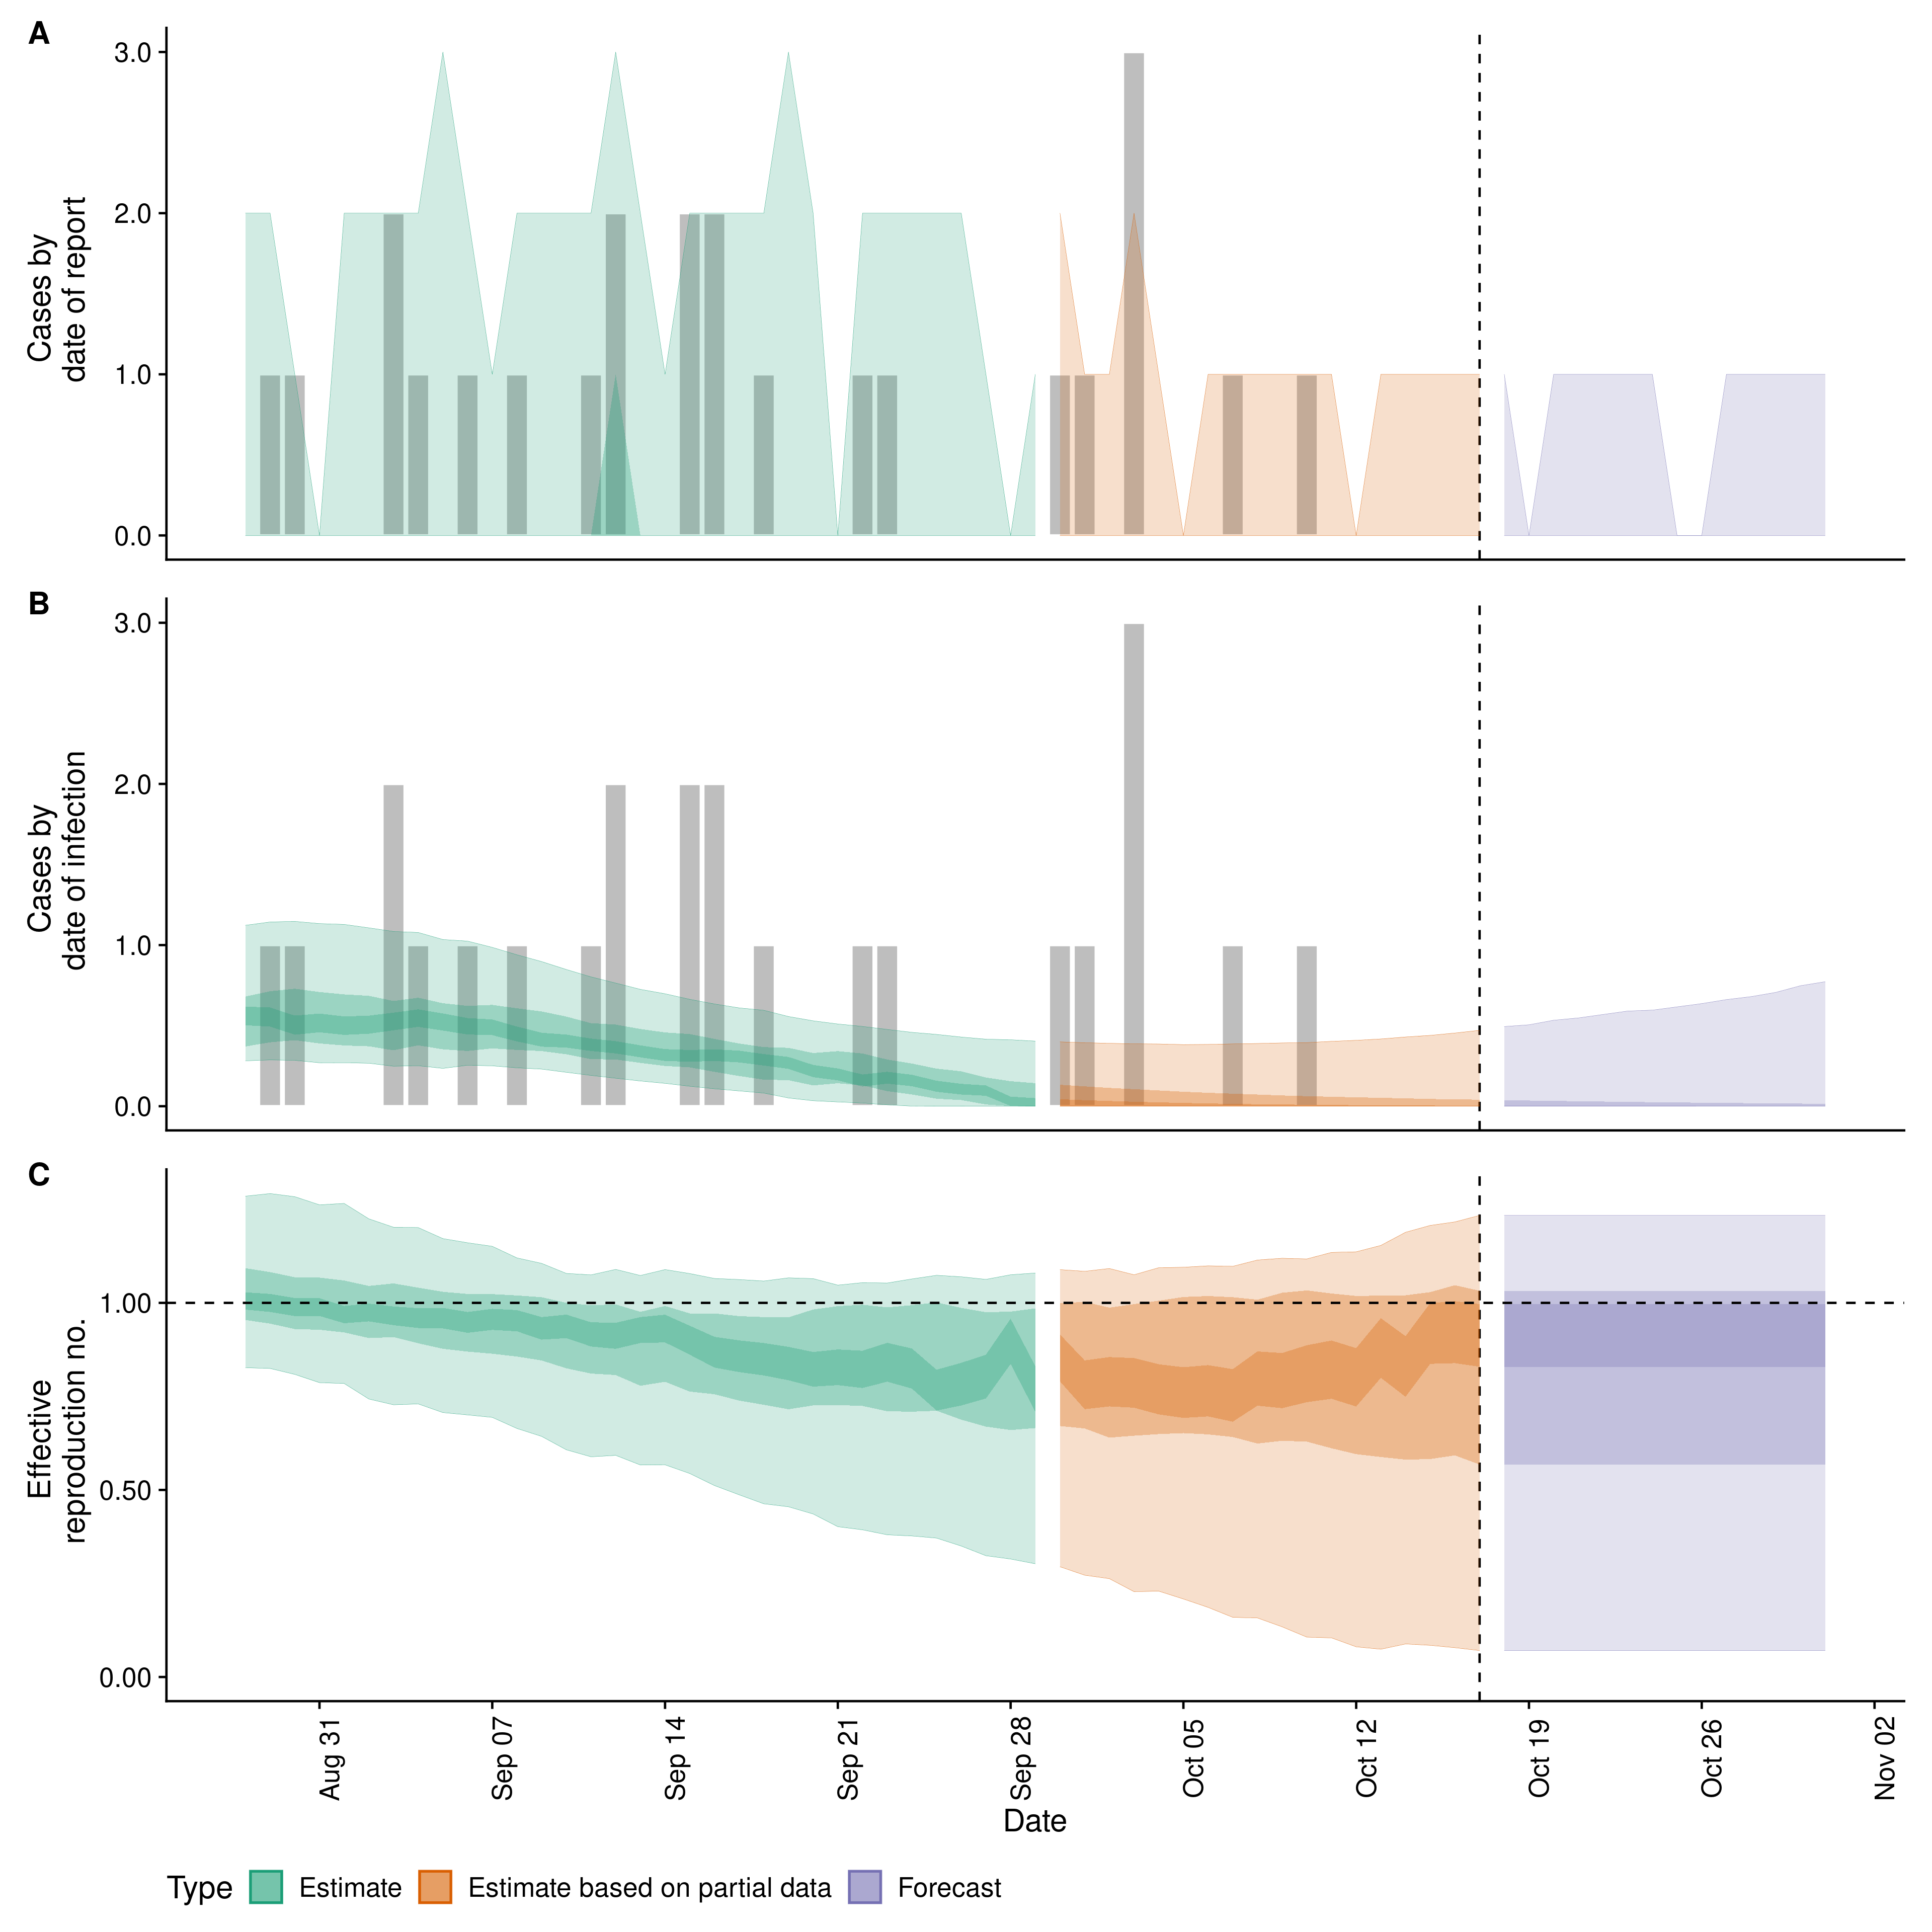 A
Cases by
date of report
3.0
2.0
1.0
0.0
B
Cases by
date of infection
3.0
2.0
1.0
0.0
C
Effective
reproduction no.
1.00
0.50
0.00
Aug 31
Sep 07
Sep 14
Sep 21
Sep 28
Oct 05
Oct 12
Oct 19
Oct 26
Nov 02
Date
Type Estimate Estimate based on partial data Forecast